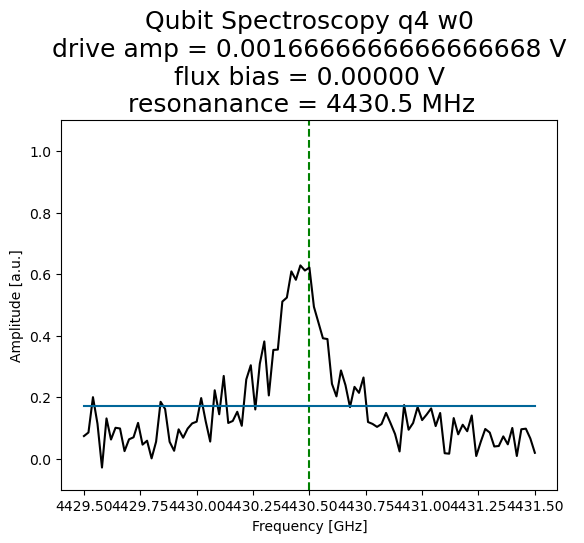 Qubit Spectroscopy q4 w0
drive amp = 0.0016666666666666668 V
flux bias = 0.00000 V
resonanance = 4430.5 MHz
1.0
0.8
0.6
0.4
0.2
0.0
Amplitude [a.u.]
4429.50 4429.75 4430.00 4430.25 4430.50 4430.75 4431.00 4431.25 4431.50
Frequency [GHz]